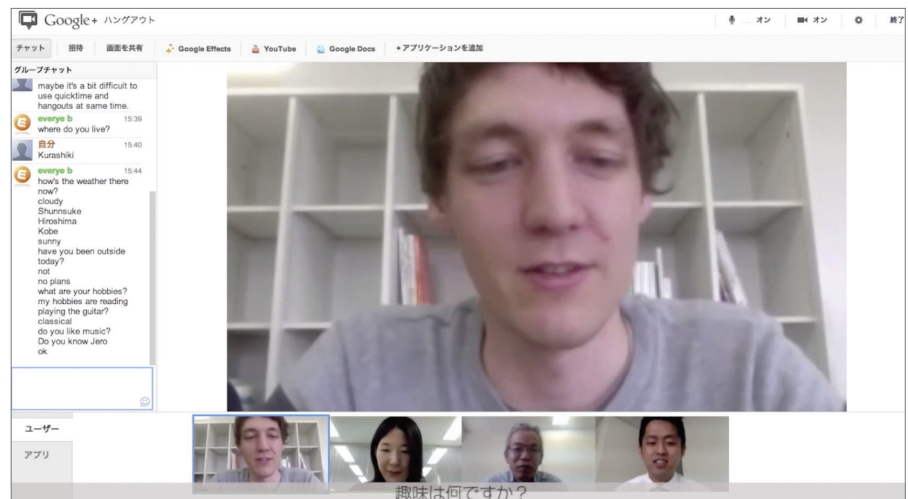 Google+ ハングアウト
オン
オン
終了
チャット 招待 画面を共有 Google Effects YouTube Google Docs +アプリケーションを追加
グループチャット
maybe it's a bit difficult to
use quicktime and
hangouts at same time.
everye b 15:39
where do you live?
自分 15:40
Kurashiki
everye b 15:44
how's the weather there
now?
cloudy
Shunnsuke
Hiroshima
Kobe
sunny
have you been outside
today?
not
no plans
what are your hobbies?
my hobbies are reading
playing the guitar?
classical
do you like music?
Do you know Jero
ok
ユーザー
アプリ
趣味は何ですか？